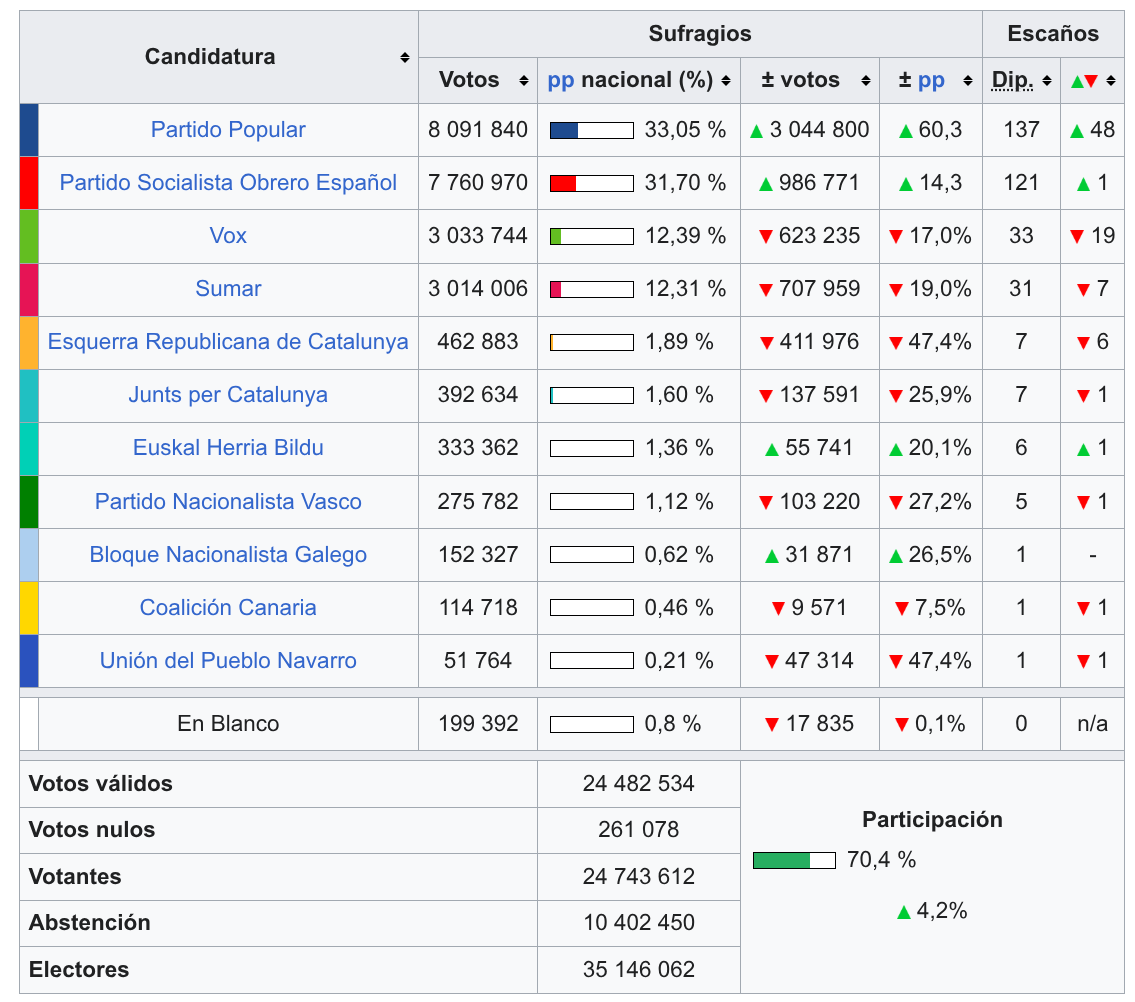 Candidatura Sufragios Escaños
Votos pp nacional (%) ± votos ± pp Dip. ▲▼
Partido Popular 8 091 840 33,05 % ▲ 3 044 800 ▲ 60,3 137 ▲ 48
Partido Socialista Obrero Español 7 760 970 31,70 % ▲ 986 771 ▲ 14,3 121 ▲ 1
Vox 3 033 744 12,39 % ▼ 623 235 ▼ 17,0% 33 ▼ 19
Sumar 3 014 006 12,31 % ▼ 707 959 ▼ 19,0% 31 ▼ 7
Esquerra Republicana de Catalunya 462 883 1,89 % ▼ 411 976 ▼ 47,4% 7 ▼ 6
Junts per Catalunya 392 634 1,60 % ▼ 137 591 ▼ 25,9% 7 ▼ 1
Euskal Herria Bildu 333 362 1,36 % ▲ 55 741 ▲ 20,1% 6 ▲ 1
Partido Nacionalista Vasco 275 782 1,12 % ▼ 103 220 ▼ 27,2% 5 ▼ 1
Bloque Nacionalista Galego 152 327 0,62 % ▲ 31 871 ▲ 26,5% 1 -
Coalición Canaria 114 718 0,46 % ▼ 9 571 ▼ 7,5% 1 ▼ 1
Unión del Pueblo Navarro 51 764 0,21 % ▼ 47 314 ▼ 47,4% 1 ▼ 1
En Blanco 199 392 0,8 % ▼ 17 835 ▼ 0,1% 0 n/a
Votos válidos 24 482 534
Votos nulos 261 078
Votantes 24 743 612
Abstención 10 402 450
Electores 35 146 062
Participación
70,4 %
▲ 4,2%